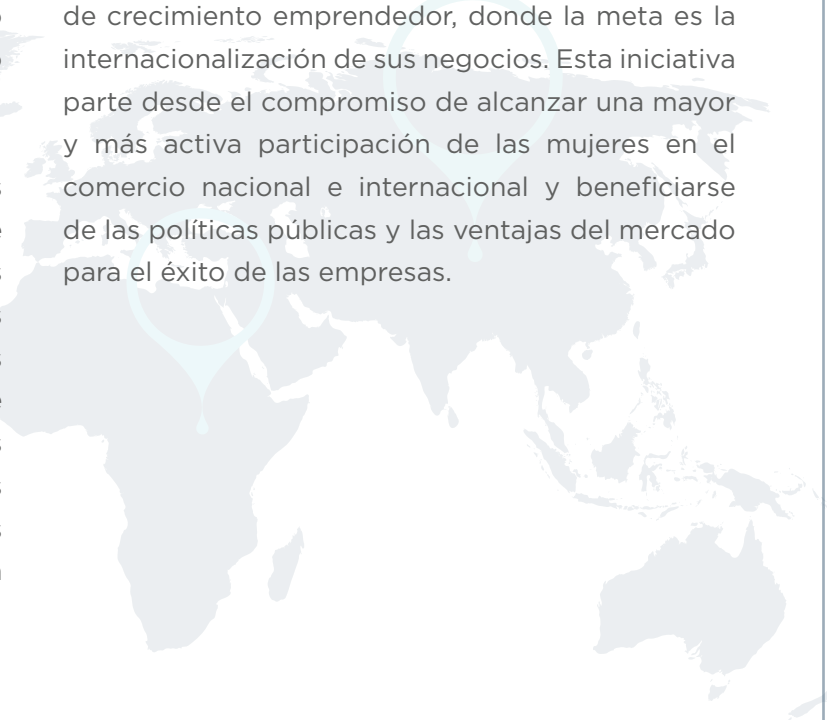 de crecimiento emprendedor, donde la meta es la
internacionalización de sus negocios. Esta iniciativa
parte desde el compromiso de alcanzar una mayor
y más activa participación de las mujeres en el
comercio nacional e internacional y beneficiarse
de las políticas públicas y las ventajas del mercado
para el éxito de las empresas.